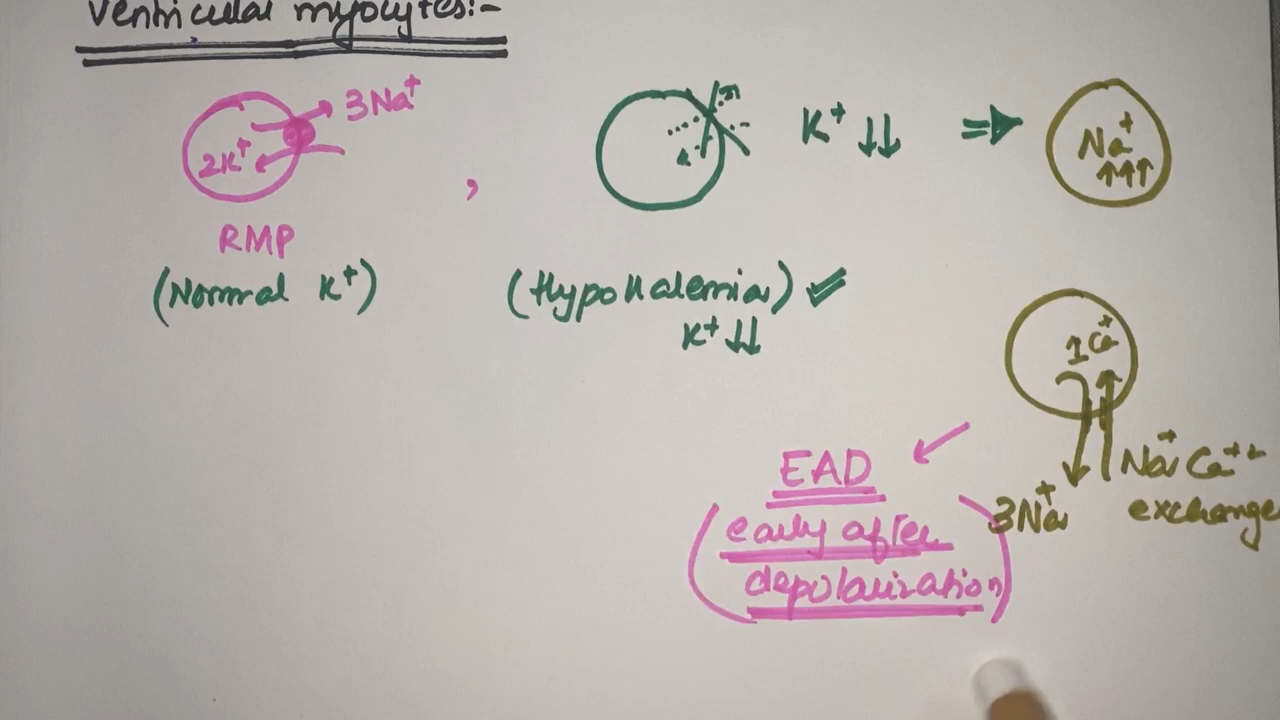 ventricular myocytes:-
3Na+
2K+
RMP
(Normal K+)
,
K+ ↓↓ ⇒
(Hypokalemia) ✓
K+ ↓↓
Na+
↑↑↑
↑Ca+
Na+ Ca++
exchange
3Na+
EAD
(early after
depolarization)